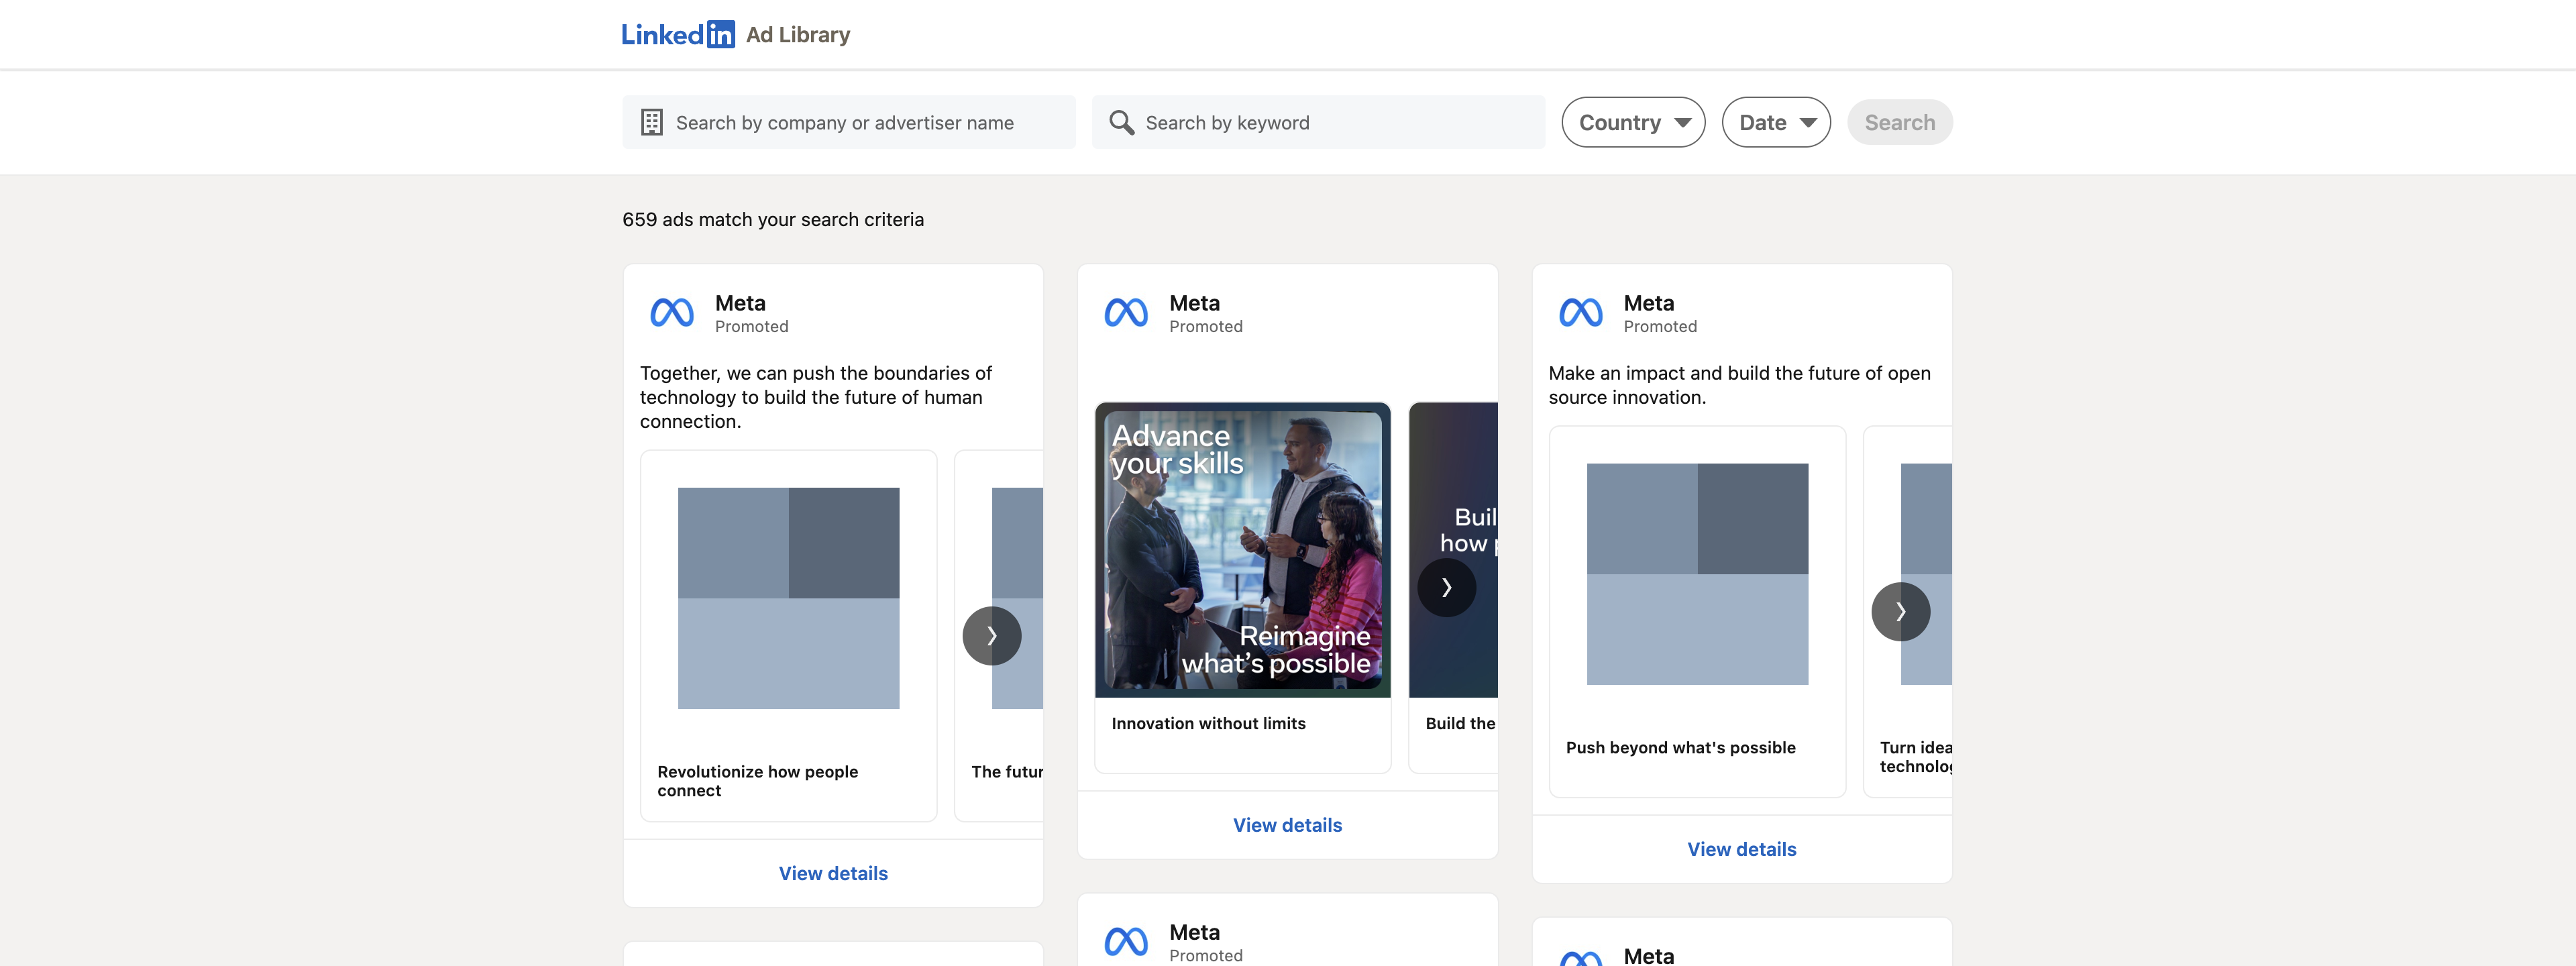 Linked in Ad Library
Search by company or advertiser name
Search by keyword
Country
Date
Search
659 ads match your search criteria
Meta
Promoted
Together, we can push the boundaries of
technology to build the future of human
connection.
Revolutionize how people
connect
The futur
View details
Meta
Promoted
Advance
your skills
Reimagine
what's possible
Innovation without limits
Buil
how
Build the
View details
Meta
Promoted
Make an impact and build the future of open
source innovation.
Push beyond what's possible
Turn idea
technolog
View details
Meta
Promoted
Meta